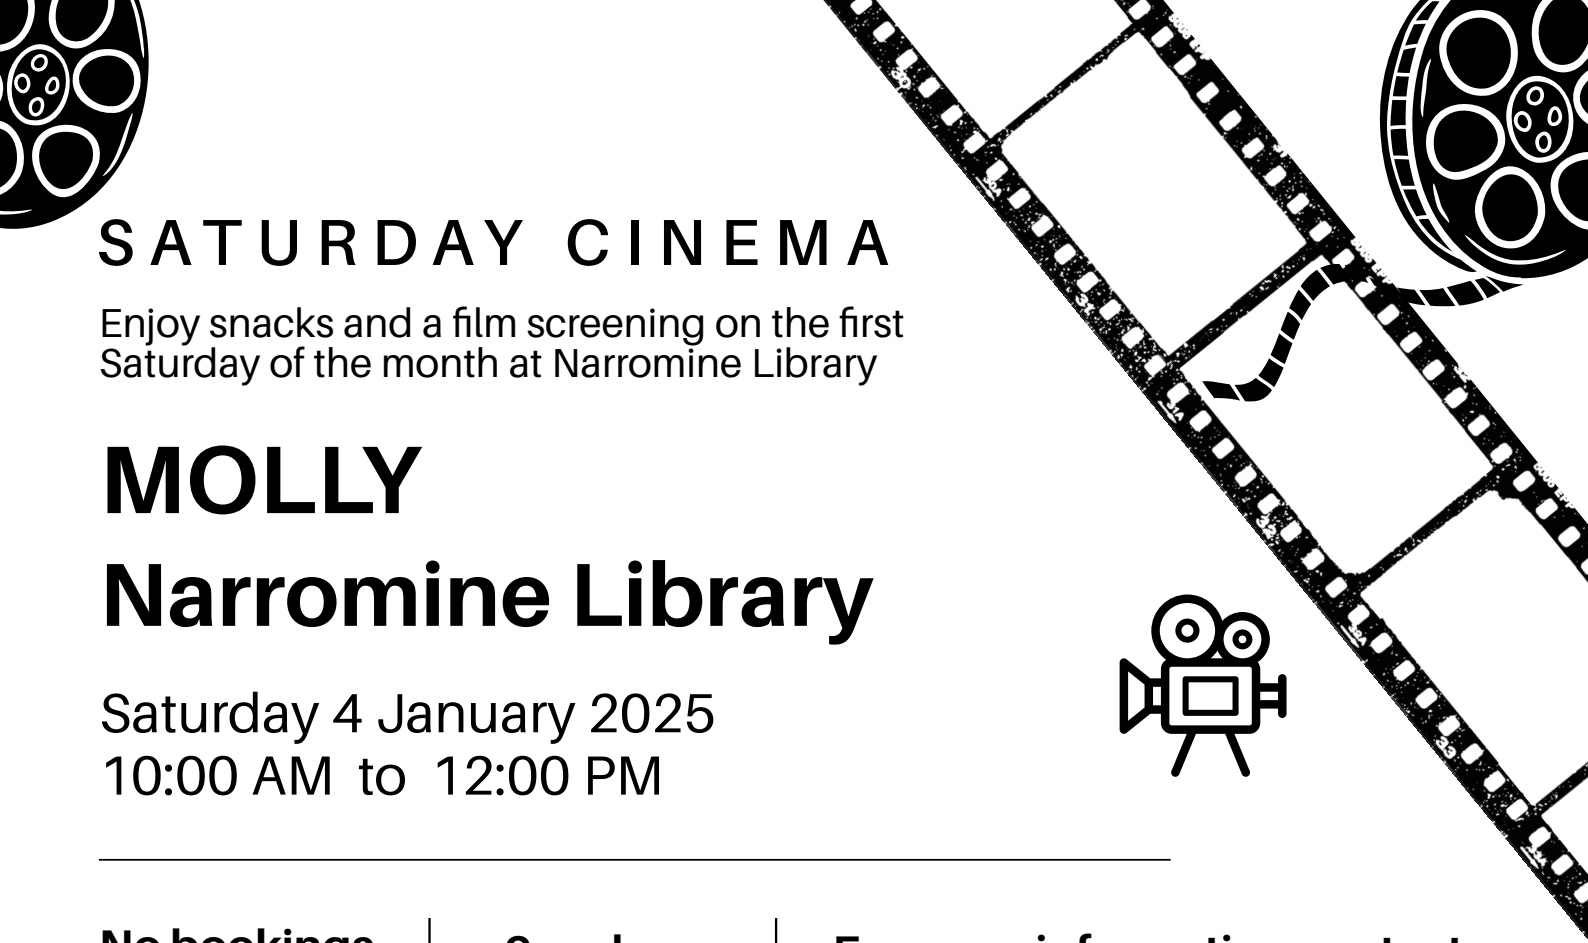 SATURDAY CINEMA
Enjoy snacks and a film screening on the first
Saturday of the month at Narromine Library
MOLLY
Narromine Library
Saturday 4 January 2025
10:00 AM to 12:00 PM
No bookings